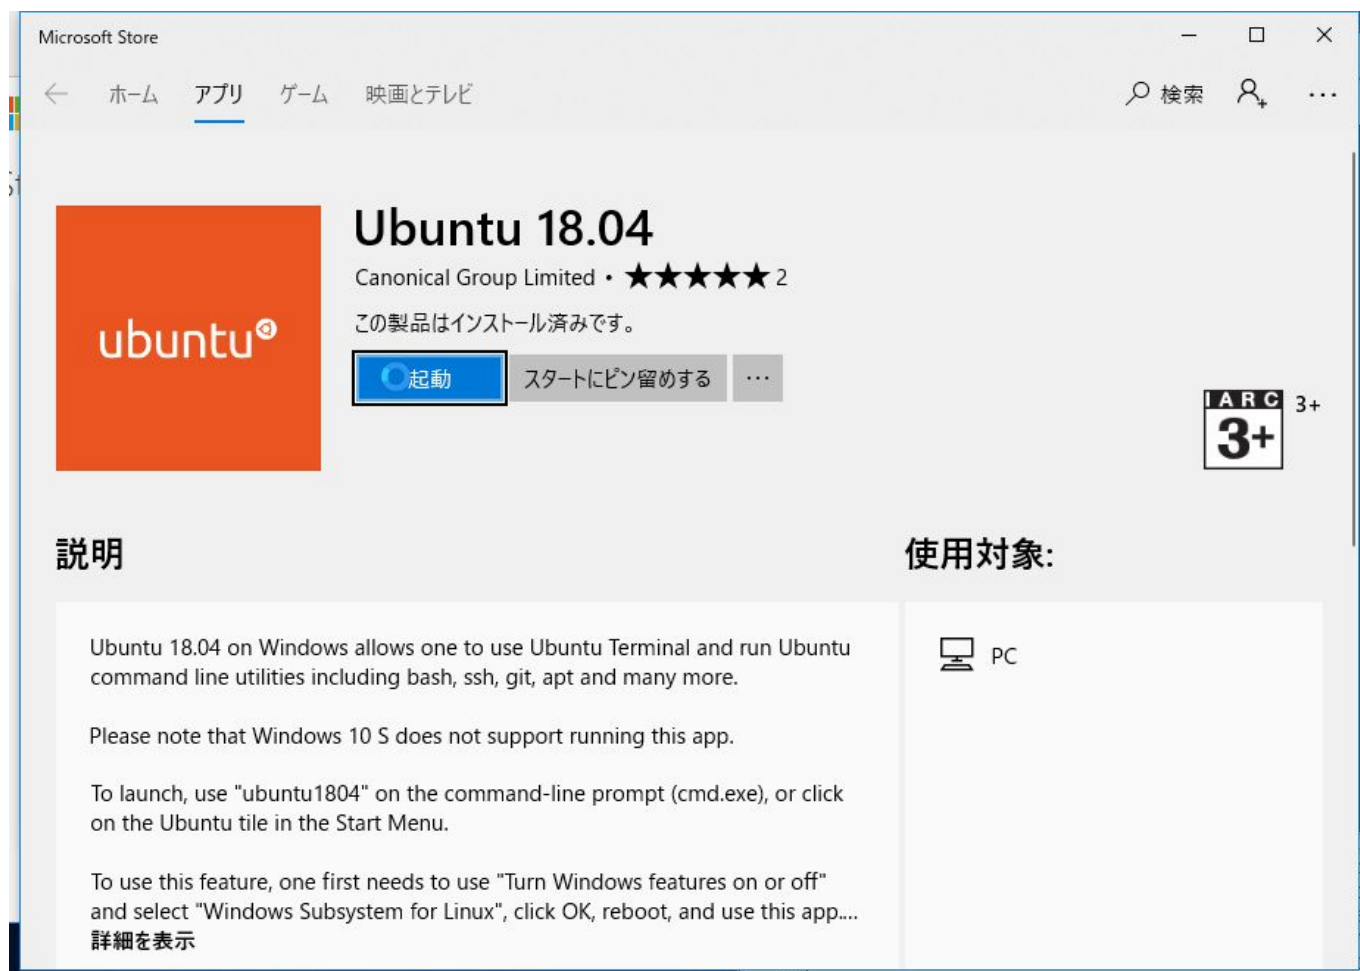 Microsoft Store
ホーム アプリ ゲーム 映画とテレビ 検索 ...
ubuntu
Ubuntu 18.04
Canonical Group Limited • ★★★★★ 2
この製品はインストール済みです。
起動 スタートにピン留めする ...
IARC
3+
3+
説明
Ubuntu 18.04 on Windows allows one to use Ubuntu Terminal and run Ubuntu
command line utilities including bash, ssh, git, apt and many more.
Please note that Windows 10 S does not support running this app.
To launch, use "ubuntu1804" on the command-line prompt (cmd.exe), or click
on the Ubuntu tile in the Start Menu.
To use this feature, one first needs to use "Turn Windows features on or off"
and select "Windows Subsystem for Linux", click OK, reboot, and use this app....
詳細を表示
使用対象:
PC